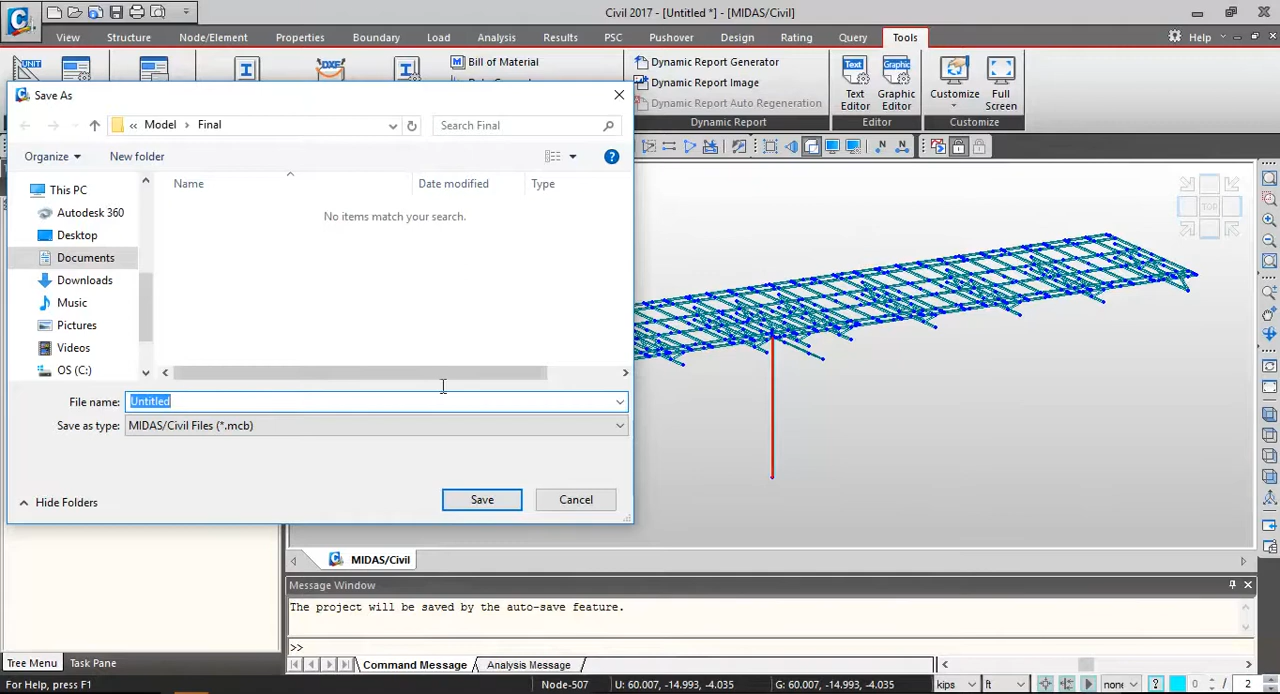 Civil 2017 - [Untitled *] - [MIDAS/Civil]
View Structure Node/Element Properties Boundary Load Analysis Results PSC Pushover Design Rating Query Tools Help
UNIT
DXF
Bill of Material
Dynamic Report Generator
Dynamic Report Image
Dynamic Report Auto Regeneration
Dynamic Report
Text Editor
Graphic Editor
Editor
Customize
Full Screen
Customize
Save As
Model > Final
Search Final
Organize
New folder
Name Date modified Type
No items match your search.
This PC
Autodesk 360
Desktop
Documents
Downloads
Music
Pictures
Videos
OS (C:)
File name: Untitled
Save as type: MIDAS/Civil Files (*.mcb)
Hide Folders
Save
Cancel
TOP
MIDAS/Civil
Message Window
The project will be saved by the auto-save feature.
>>
Command Message
Analysis Message
Tree Menu
Task Pane
For Help, press F1
Node-507
U: 60.007, -14.993, -4.035
G: 60.007, -14.993, -4.035
kips
ft
none
? 0 / 2